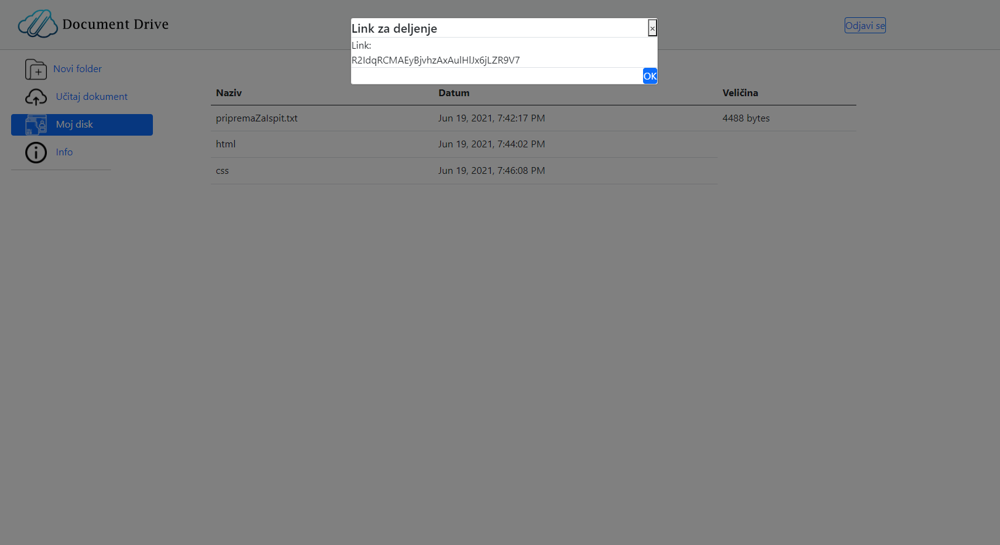 Document Drive
Odjavi se
Link za deljenje
×
Link:
R2IdqRCMAEyBjvhzAxAulHlJx6jLZR9V7
OK
Novi folder
Učitaj dokument
Moj disk
Info
Naziv Datum Veličina
pripremaZaIspit.txt Jun 19, 2021, 7:42:17 PM 4488 bytes
html Jun 19, 2021, 7:44:02 PM
css Jun 19, 2021, 7:46:08 PM